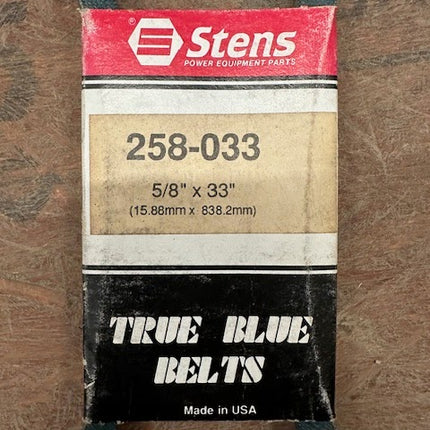 ® Stens
POWER EQUIPMENT PARTS
258-033
5/8" x 33"
(15.88mm x 838.2mm)
TRUE BLUE
BELTS
Made in USA